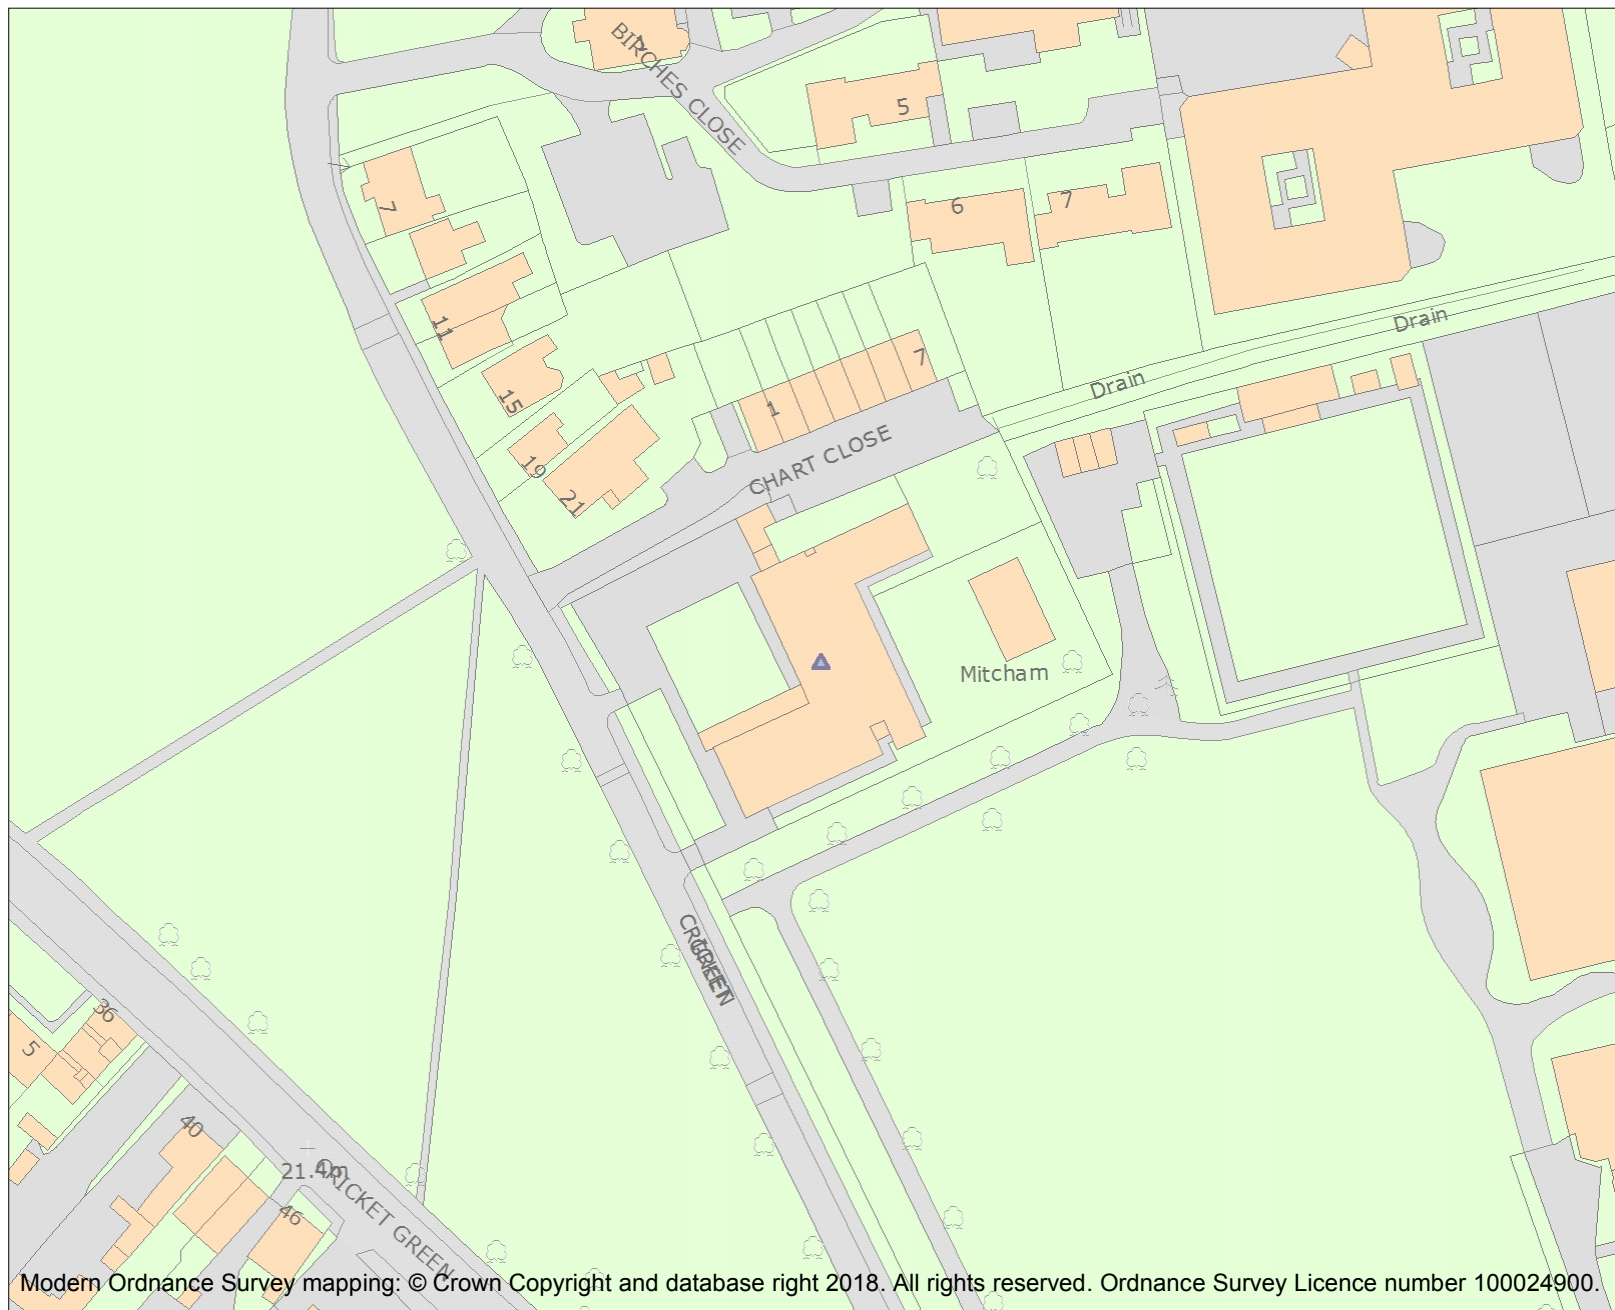 BIRCHES CLOSE
5
7
6
7
Drain
11
7
Drain
15
1
CHART CLOSE
19
21
Mitcham
CRICKET
GREEN
36
5
40
21.4m
CRICKET GREEN
46
Modern Ordnance Survey mapping: © Crown Copyright and database right 2018. All rights reserved. Ordnance Survey Licence number 100024900.